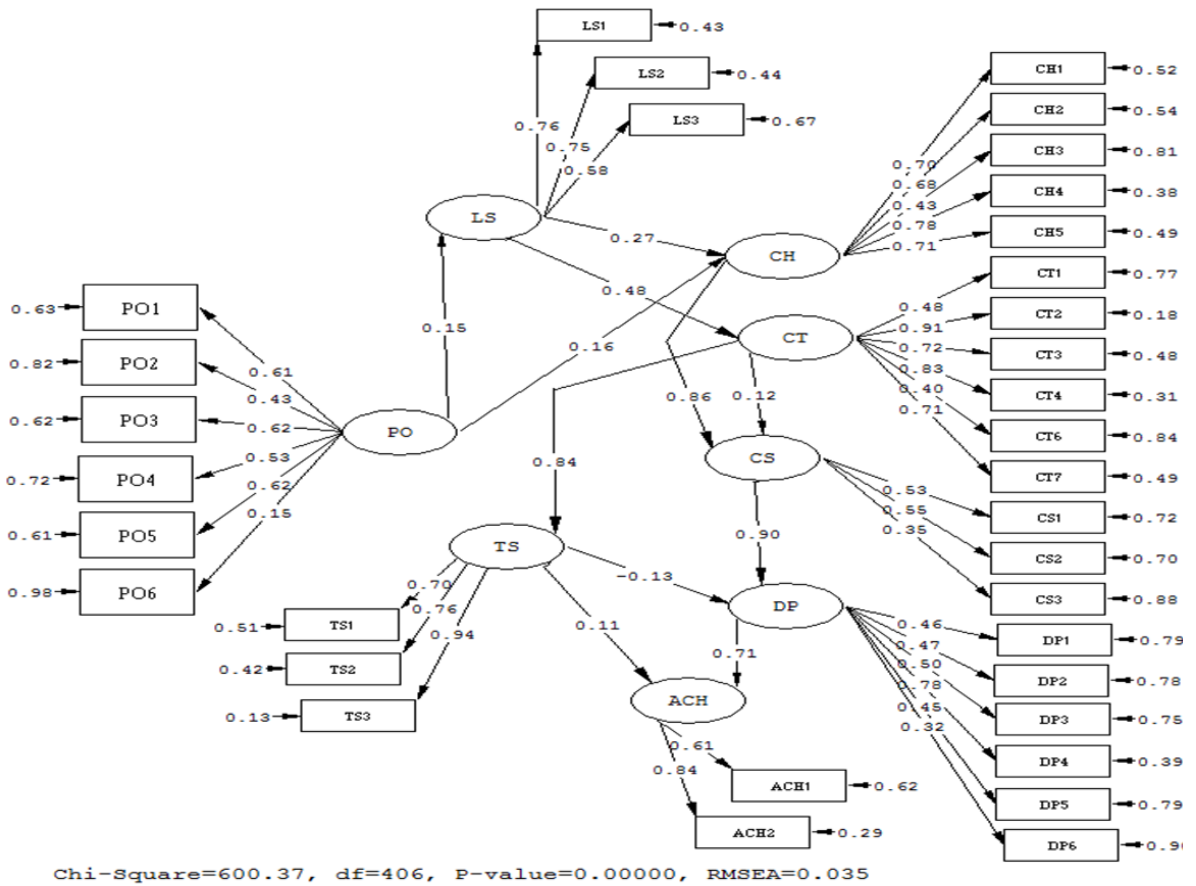 LS1 0.43
LS2 0.44
LS3 0.67
0.76
0.75
0.58
LS
0.27
0.48
0.15
0.16
CH
CH1 0.52
CH2 0.54
CH3 0.81
CH4 0.38
CH5 0.49
0.70
0.68
0.43
0.78
0.71
CT
CT1 0.77
CT2 0.18
CT3 0.48
CT4 0.31
CT6 0.84
CT7 0.49
0.48
0.91
0.72
0.83
0.40
0.71
0.63 PO1
0.82 PO2
0.62 PO3
0.72 PO4
0.61 PO5
0.98 PO6
0.61
0.43
0.62
0.53
0.62
0.15
PO
0.86
0.12
0.84
CS
0.53
0.55
0.35
CS1 0.72
CS2 0.70
CS3 0.88
0.90
TS
-0.13
0.11
0.70
0.76
0.94
0.51 TS1
0.42 TS2
0.13 TS3
DP
0.71
0.46
0.47
0.50
0.78
0.45
0.32
DP1 0.79
DP2 0.78
DP3 0.75
DP4 0.39
DP5 0.79
DP6
ACH
0.61
0.84
ACH1 0.62
ACH2 0.29
Chi-Square=600.37, df=406, P-value=0.00000, RMSEA=0.035